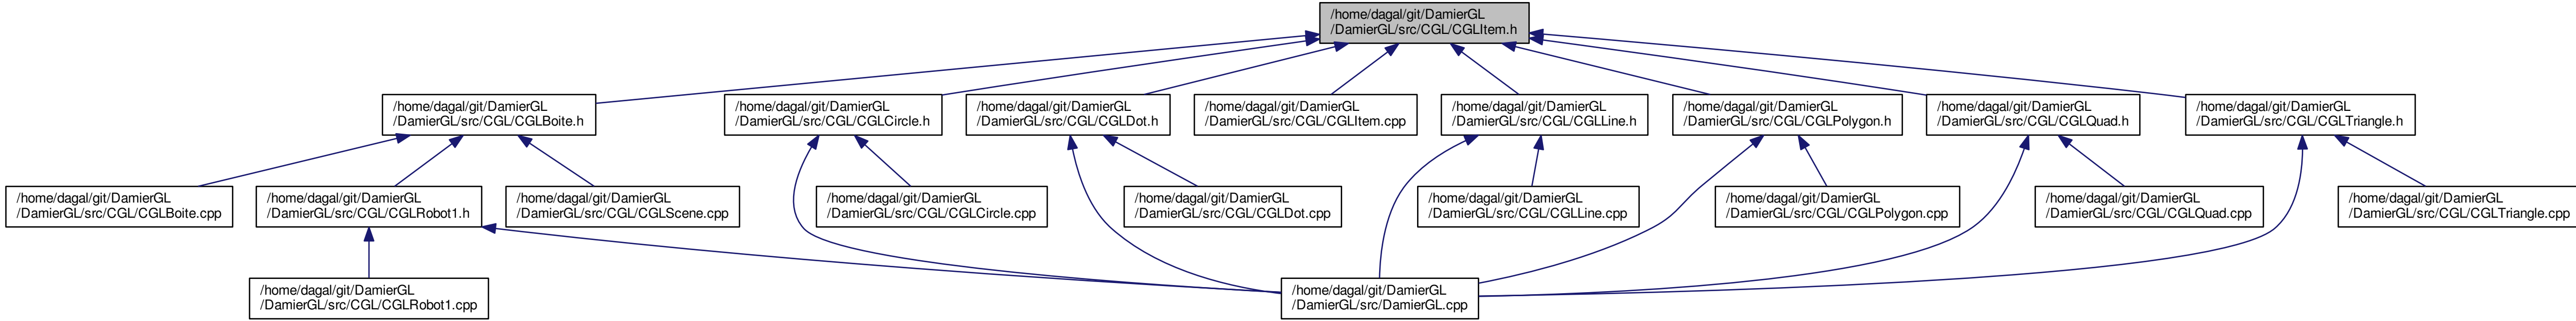 /home/dagal/git/DamierGL
/DamierGL/src/CGL/CGLItem.h
/home/dagal/git/DamierGL
/DamierGL/src/CGL/CGLBoite.h
/home/dagal/git/DamierGL
/DamierGL/src/CGL/CGLCircle.h
/home/dagal/git/DamierGL
/DamierGL/src/CGL/CGLDot.h
/home/dagal/git/DamierGL
/DamierGL/src/CGL/CGLItem.cpp
/home/dagal/git/DamierGL
/DamierGL/src/CGL/CGLLine.h
/home/dagal/git/DamierGL
/DamierGL/src/CGL/CGLPolygon.h
/home/dagal/git/DamierGL
/DamierGL/src/CGL/CGLQuad.h
/home/dagal/git/DamierGL
/DamierGL/src/CGL/CGLTriangle.h
/home/dagal/git/DamierGL
/DamierGL/src/CGL/CGLBoite.cpp
/home/dagal/git/DamierGL
/DamierGL/src/CGL/CGLRobot1.h
/home/dagal/git/DamierGL
/DamierGL/src/CGL/CGLScene.cpp
/home/dagal/git/DamierGL
/DamierGL/src/CGL/CGLCircle.cpp
/home/dagal/git/DamierGL
/DamierGL/src/CGL/CGLDot.cpp
/home/dagal/git/DamierGL
/DamierGL/src/CGL/CGLLine.cpp
/home/dagal/git/DamierGL
/DamierGL/src/CGL/CGLPolygon.cpp
/home/dagal/git/DamierGL
/DamierGL/src/CGL/CGLQuad.cpp
/home/dagal/git/DamierGL
/DamierGL/src/CGL/CGLTriangle.cpp
/home/dagal/git/DamierGL
/DamierGL/src/CGL/CGLRobot1.cpp
/home/dagal/git/DamierGL
/DamierGL/src/DamierGL.cpp